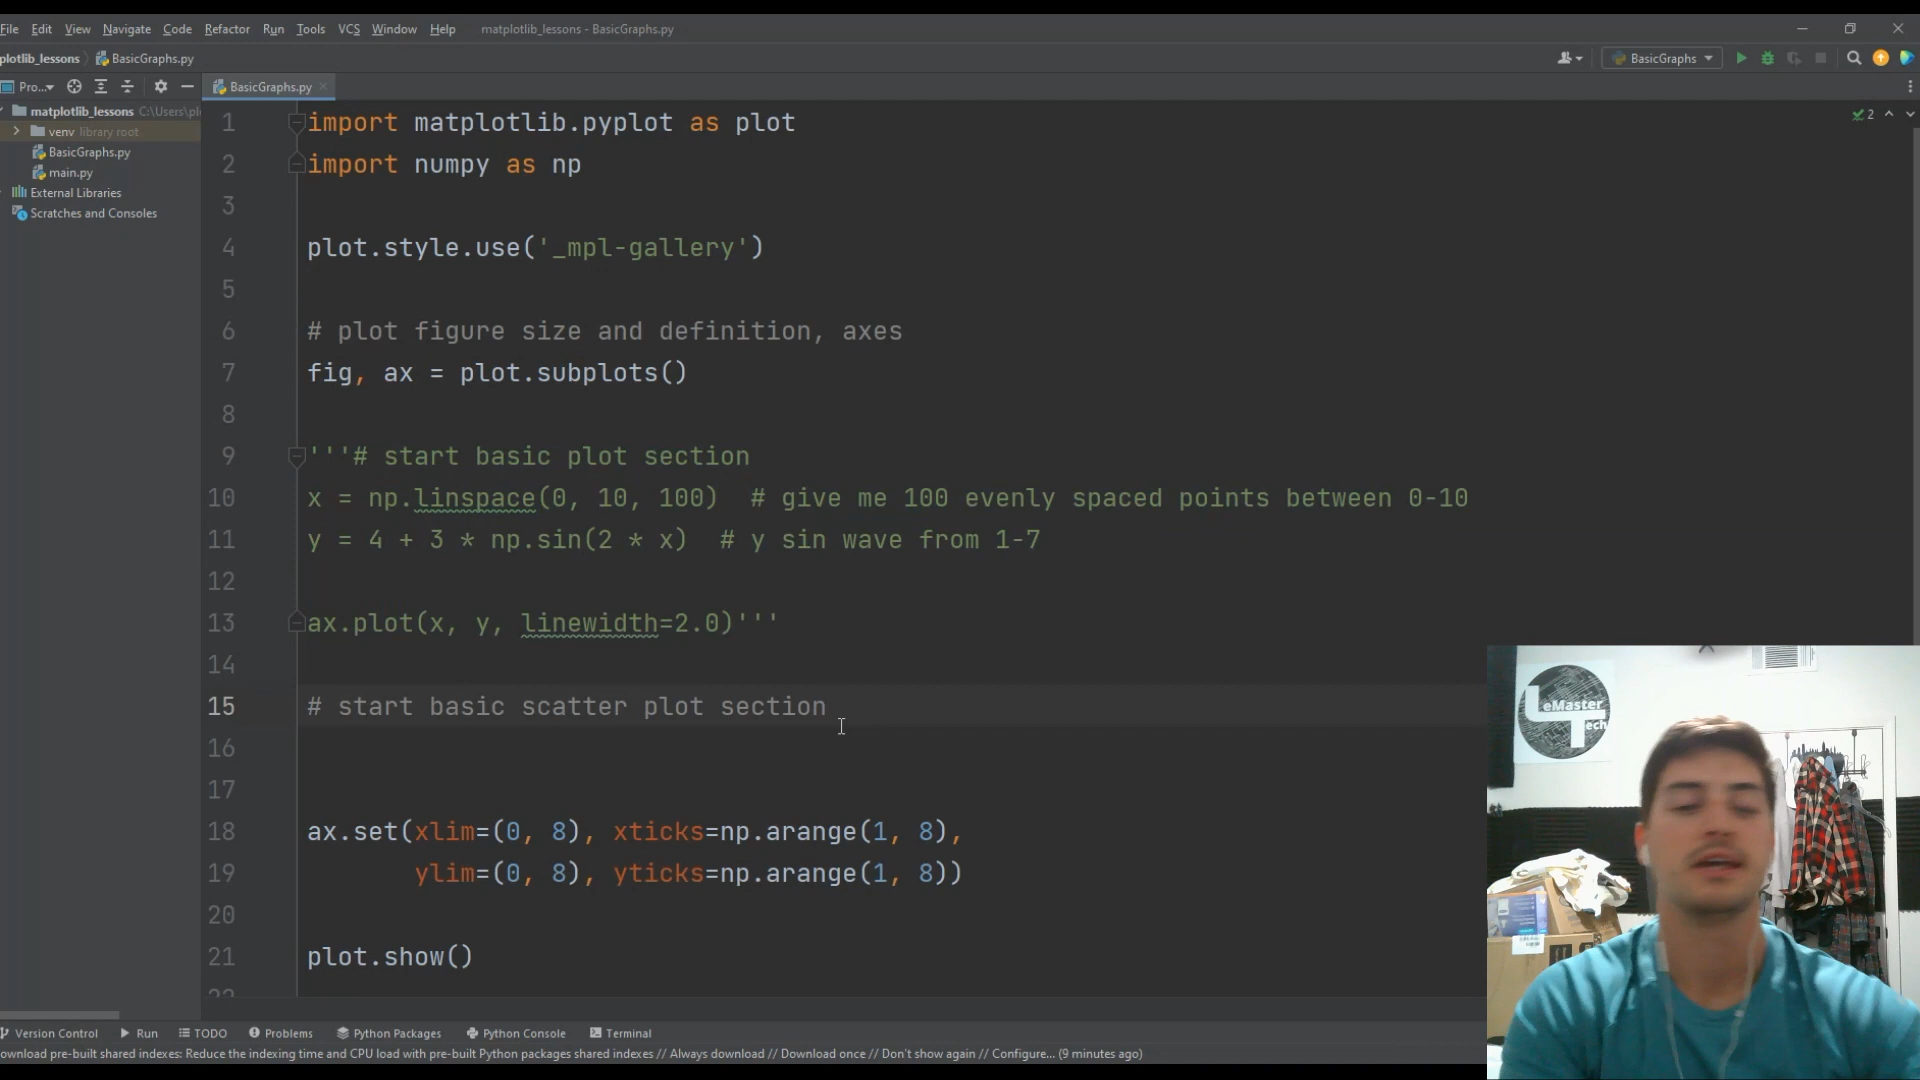 File Edit View Navigate Code Refactor Run Tools VCS Window Help matplotlib_lessons - BasicGraphs.py
plotlib_lessons BasicGraphs.py BasicGraphs
Pro... BasicGraphs.py
matplotlib_lessons C:\Users\pl
venv library root
BasicGraphs.py
main.py
External Libraries
Scratches and Consoles
2
1 import matplotlib.pyplot as plot
2 import numpy as np
3
4 plot.style.use('_mpl-gallery')
5
6 # plot figure size and definition, axes
7 fig, ax = plot.subplots()
8
9 '''# start basic plot section
10 x = np.linspace(0, 10, 100)  # give me 100 evenly spaced points between 0-10
11 y = 4 + 3 * np.sin(2 * x)  # y sin wave from 1-7
12
13 ax.plot(x, y, linewidth=2.0)'''
14
15 # start basic scatter plot section
16
17
18 ax.set(xlim=(0, 8), xticks=np.arange(1, 8),
19 ylim=(0, 8), yticks=np.arange(1, 8))
20
21 plot.show()
22
LeMaster
Tech
Version Control Run TODO Problems Python Packages Python Console Terminal
ownload pre-built shared indexes: Reduce the indexing time and CPU load with pre-built Python packages shared indexes // Always download // Download once // Don't show again // Configure... (9 minutes ago)